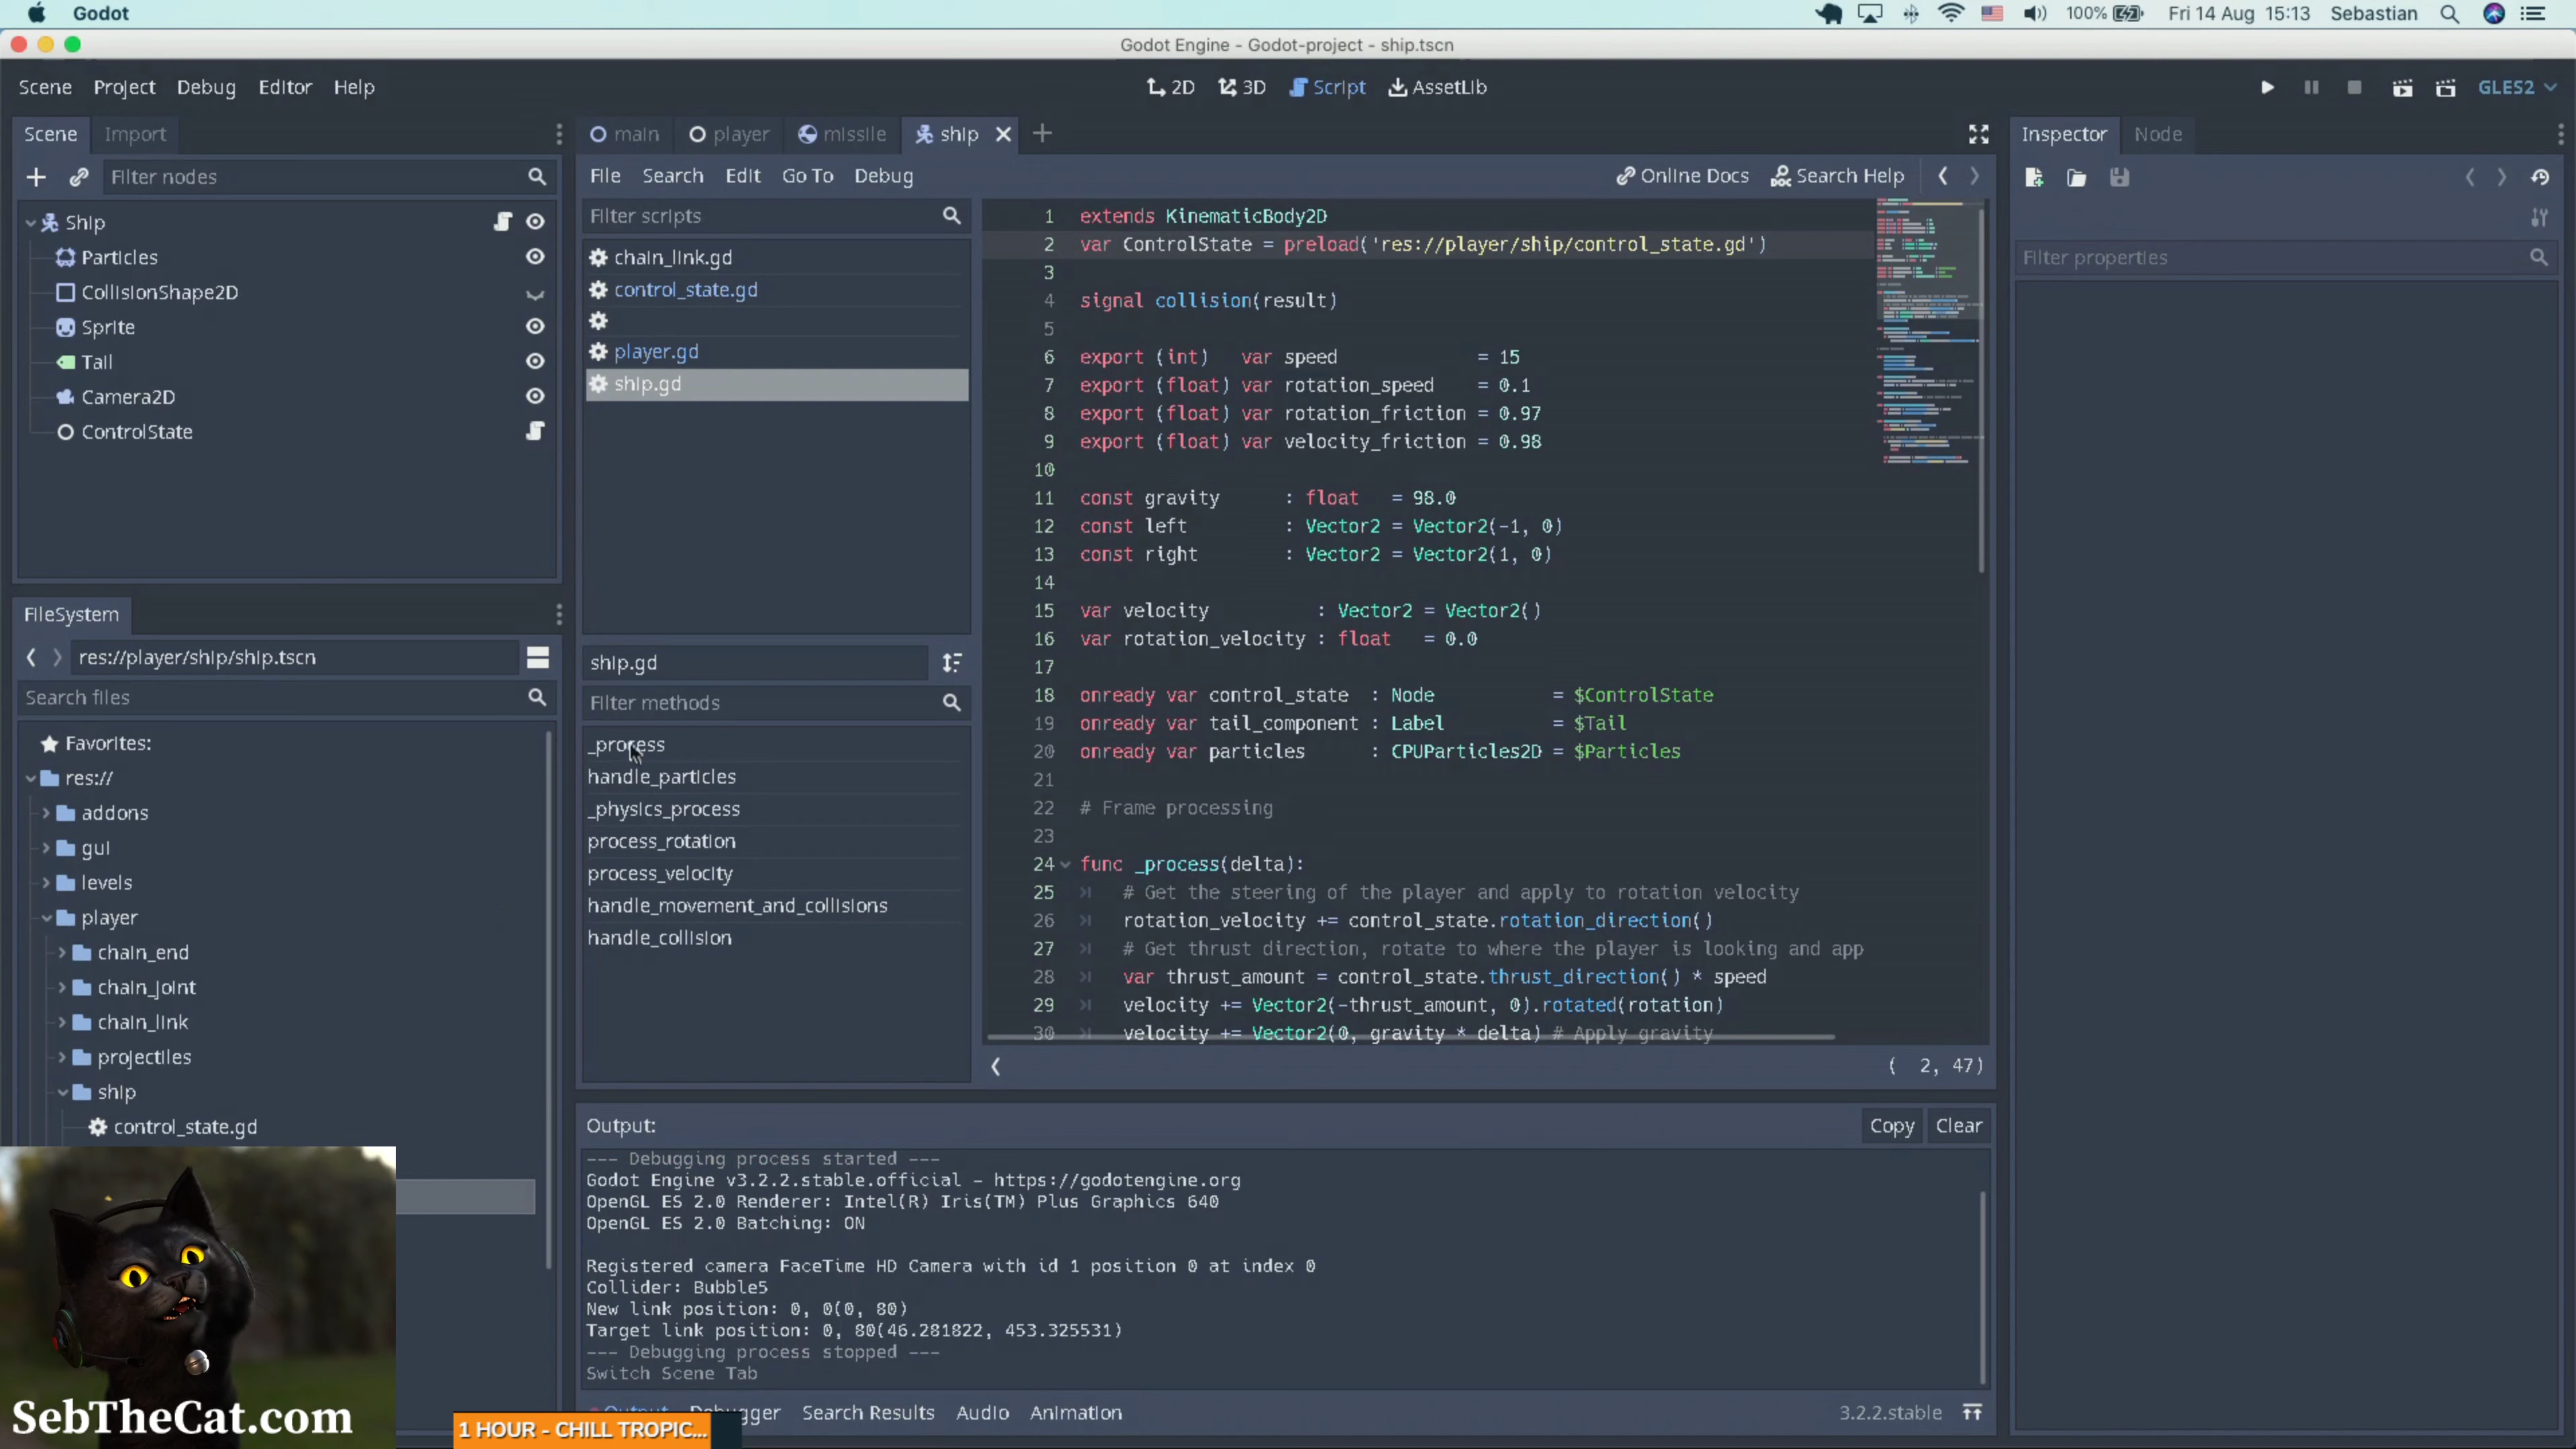 Godot
100%
Fri 14 Aug 15:13
Sebastian
Godot Engine - Godot-project - ship.tscn
Scene Project Debug Editor Help
2D 3D Script AssetLib
GLES2
Scene Import
Filter nodes
Ship
Particles
CollisionShape2D
Sprite
Tail
Camera2D
ControlState
FileSystem
res://player/ship/ship.tscn
Search files
Favorites:
res://
addons
gui
levels
player
chain_end
chain_joint
chain_link
projectiles
ship
control_state.gd
main player missile ship
File Search Edit Go To Debug
Online Docs Search Help
Filter scripts
chain_link.gd
control_state.gd
player.gd
ship.gd
ship.gd
Filter methods
_process
handle_particles
_physics_process
process_rotation
process_velocity
handle_movement_and_collisions
handle_collision
1 extends KinematicBody2D
2 var ControlState = preload('res://player/ship/control_state.gd')
3
4 signal collision(result)
5
6 export (int) var speed = 15
7 export (float) var rotation_speed = 0.1
8 export (float) var rotation_friction = 0.97
9 export (float) var velocity_friction = 0.98
10
11 const gravity : float = 98.0
12 const left : Vector2 = Vector2(-1, 0)
13 const right : Vector2 = Vector2(1, 0)
14
15 var velocity : Vector2 = Vector2()
16 var rotation_velocity : float = 0.0
17
18 onready var control_state : Node = $ControlState
19 onready var tail_component : Label = $Tail
20 onready var particles : CPUParticles2D = $Particles
21
22 # Frame processing
23
24 func _process(delta):
25 # Get the steering of the player and apply to rotation velocity
26 rotation_velocity += control_state.rotation_direction()
27 # Get thrust direction, rotate to where the player is looking and app
28 var thrust_amount = control_state.thrust_direction() * speed
29 velocity += Vector2(-thrust_amount, 0).rotated(rotation)
30 velocity += Vector2(0, gravity * delta) # Apply gravity
( 2, 47)
Output:
Copy Clear
--- Debugging process started ---
Godot Engine v3.2.2.stable.official - https://godotengine.org
OpenGL ES 2.0 Renderer: Intel(R) Iris(TM) Plus Graphics 640
OpenGL ES 2.0 Batching: ON
Registered camera FaceTime HD Camera with id 1 position 0 at index 0
Collider: Bubble5
New link position: 0, 0(0, 80)
Target link position: 0, 80(46.281822, 453.325531)
--- Debugging process stopped ---
Switch Scene Tab
Output Debugger Search Results Audio Animation
3.2.2.stable
Inspector Node
Filter properties
SebTheCat.com
1 HOUR - CHILL TROPIC...